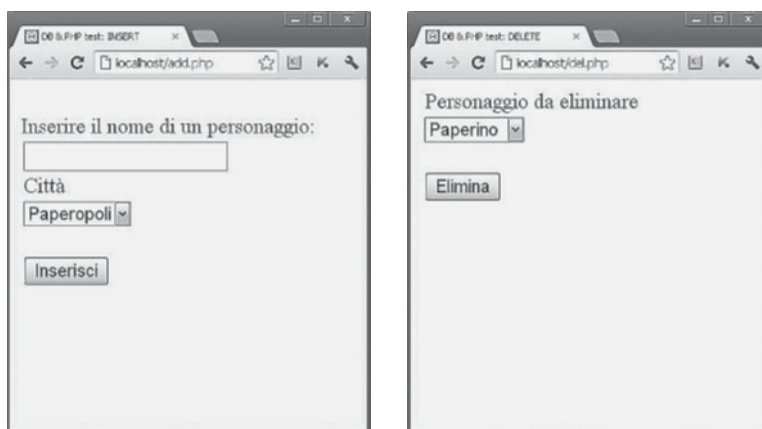 DB & PHP test: INSERT
localhost/add.php
Inserire il nome di un personaggio:
Città
Paperopoli
Inserisci
DB & PHP test: DELETE
localhost/del.php
Personaggio da eliminare
Paperino
Elimina